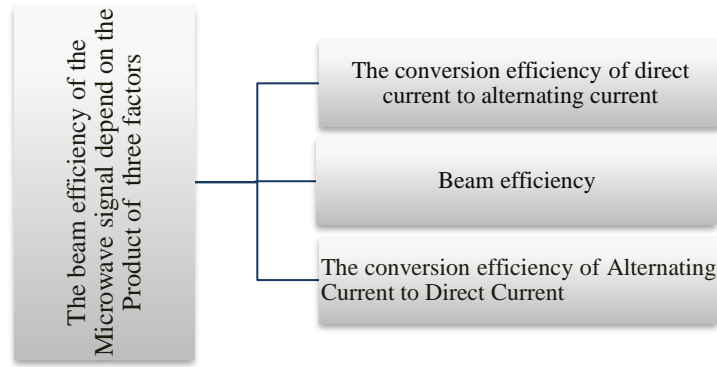 The beam efficiency of the
Microwave signal depend on the
Product of three factors
The conversion efficiency of direct
current to alternating current
Beam efficiency
The conversion efficiency of Alternating
Current to Direct Current